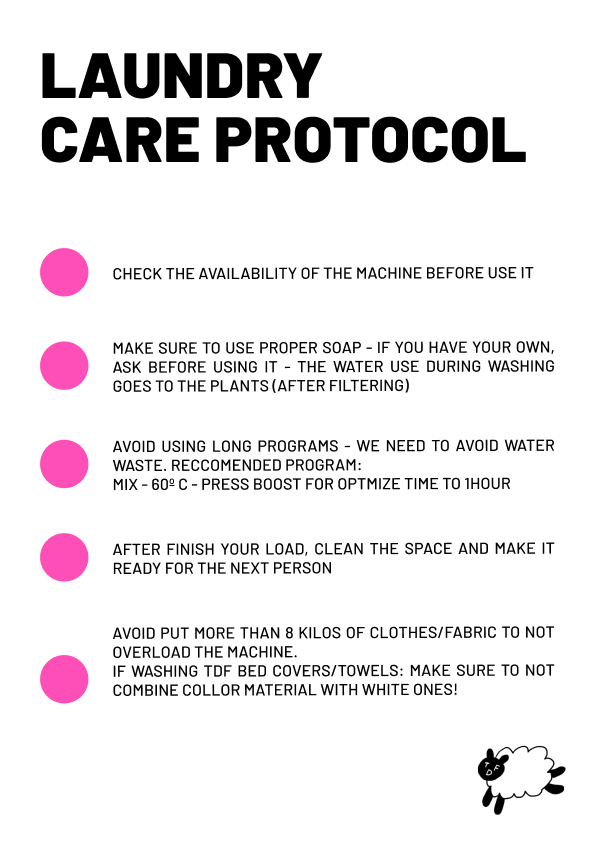 LAUNDRY
CARE PROTOCOL
CHECK THE AVAILABILITY OF THE MACHINE BEFORE USE IT
MAKE SURE TO USE PROPER SOAP - IF YOU HAVE YOUR OWN,
ASK BEFORE USING IT - THE WATER USE DURING WASHING
GOES TO THE PLANTS (AFTER FILTERING)
AVOID USING LONG PROGRAMS - WE NEED TO AVOID WATER
WASTE. RECCOMENDED PROGRAM:
MIX - 60º C - PRESS BOOST FOR OPTMIZE TIME TO 1HOUR
AFTER FINISH YOUR LOAD, CLEAN THE SPACE AND MAKE IT
READY FOR THE NEXT PERSON
AVOID PUT MORE THAN 8 KILOS OF CLOTHES/FABRIC TO NOT
OVERLOAD THE MACHINE.
IF WASHING TDF BED COVERS/TOWELS: MAKE SURE TO NOT
COMBINE COLLOR MATERIAL WITH WHITE ONES!
TDF